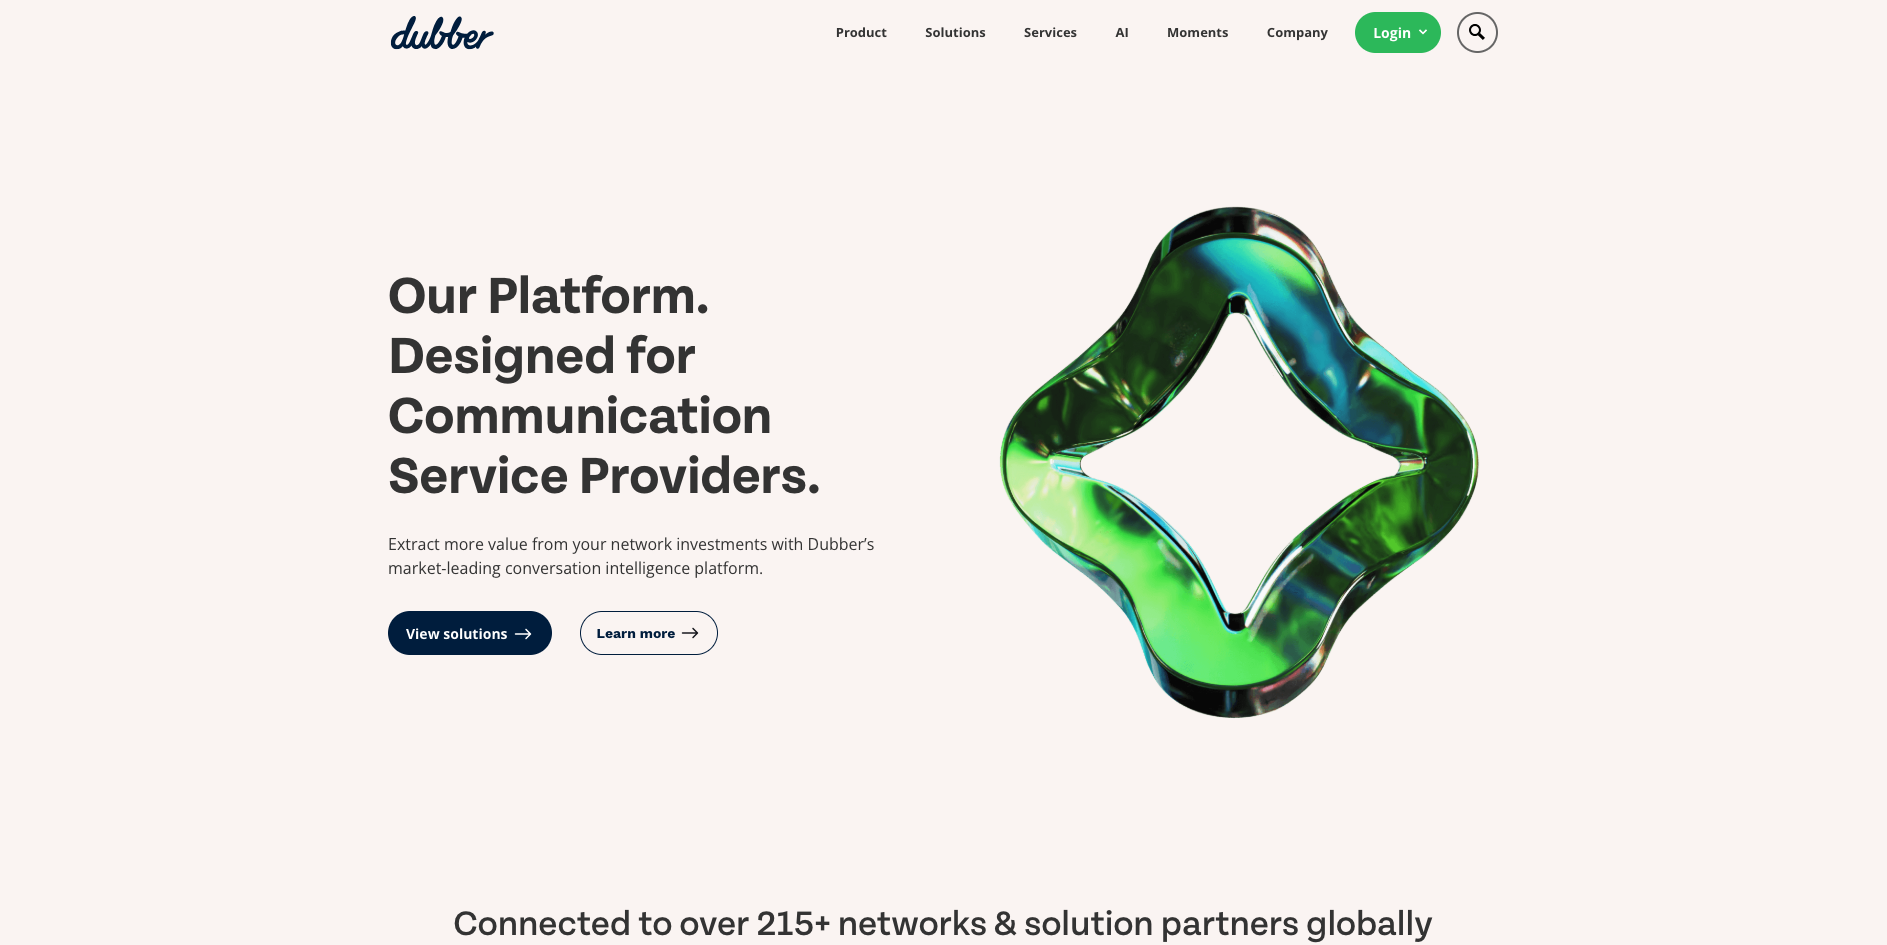 dubber
Product
Solutions
Services
AI
Moments
Company
Login
Our Platform.
Designed for
Communication
Service Providers.
Extract more value from your network investments with Dubber’s
market-leading conversation intelligence platform.
View solutions
Learn more
Connected to over 215+ networks & solution partners globally